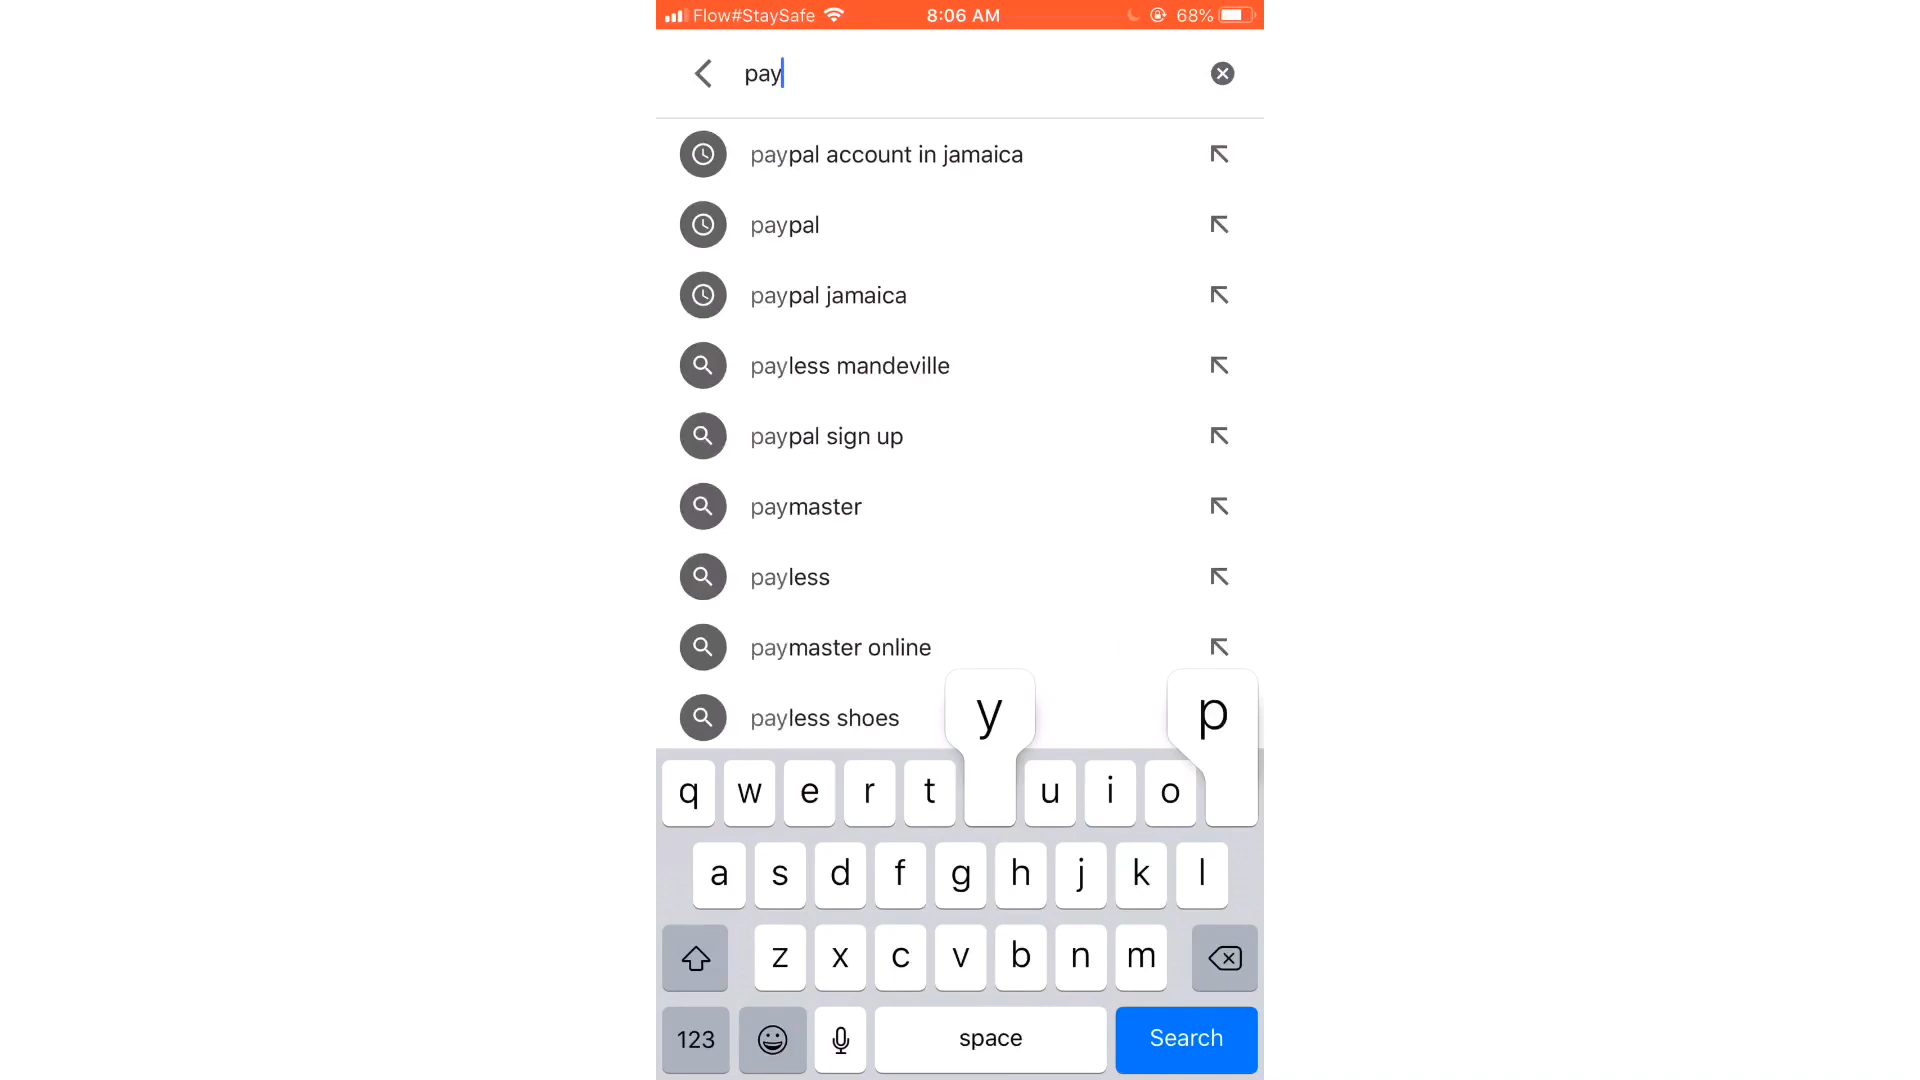 Flow#StaySafe 8:06 AM 68%
pay
paypal account in jamaica
paypal
paypal jamaica
payless mandeville
paypal sign up
paymaster
payless
paymaster online
payless shoes
y p
q w e r t u i o
a s d f g h j k l
z x c v b n m
123 space Search